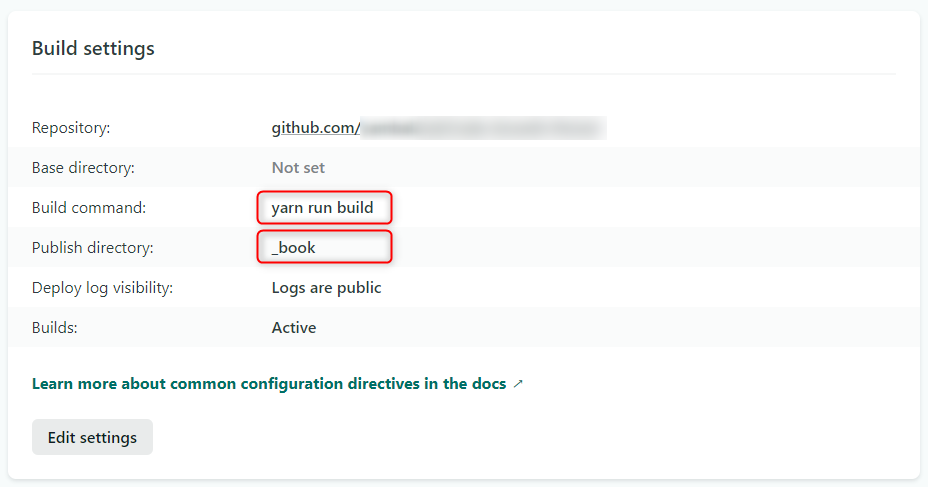 Build settings
Repository: github.com/
Base directory: Not set
Build command: yarn run build
Publish directory: _book
Deploy log visibility: Logs are public
Builds: Active
Learn more about common configuration directives in the docs ↗
Edit settings